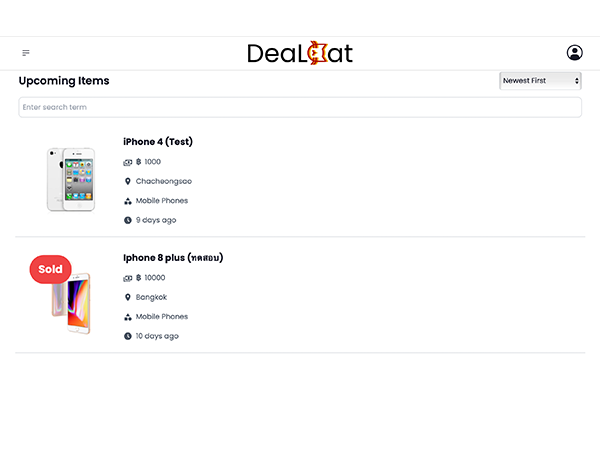 DeaLCat
Upcoming Items
Newest First
Enter search term
iPhone 4 (Test)
฿ 1000
Chacheongsao
Mobile Phones
9 days ago
Sold
Iphone 8 plus (ทดสอบ)
฿ 10000
Bangkok
Mobile Phones
10 days ago